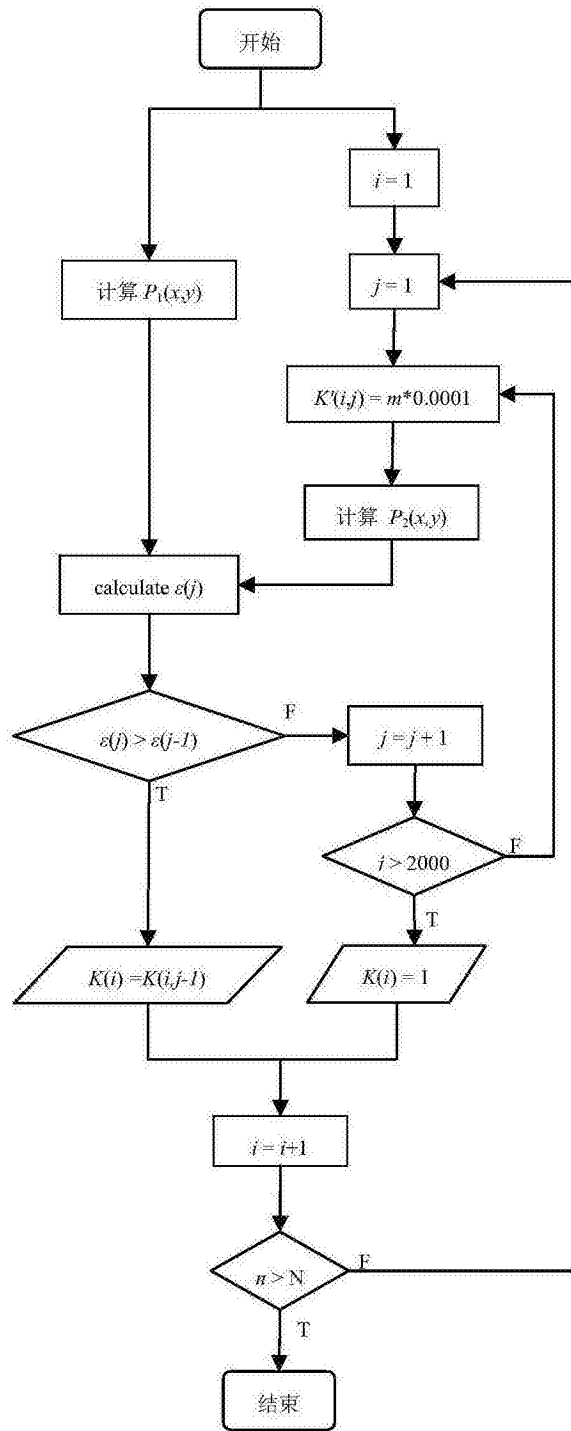 开始
i = 1
计算 P₁(x,y)
j = 1
K'(i,j) = m*0.0001
计算 P₂(x,y)
calculate ε(j)
ε(j) > ε(j-1)
F
j = j + 1
T
j > 2000
F
T
K(i) =K(i,j-1)
K(i) = 1
i = i+1
n > N
F
T
结束